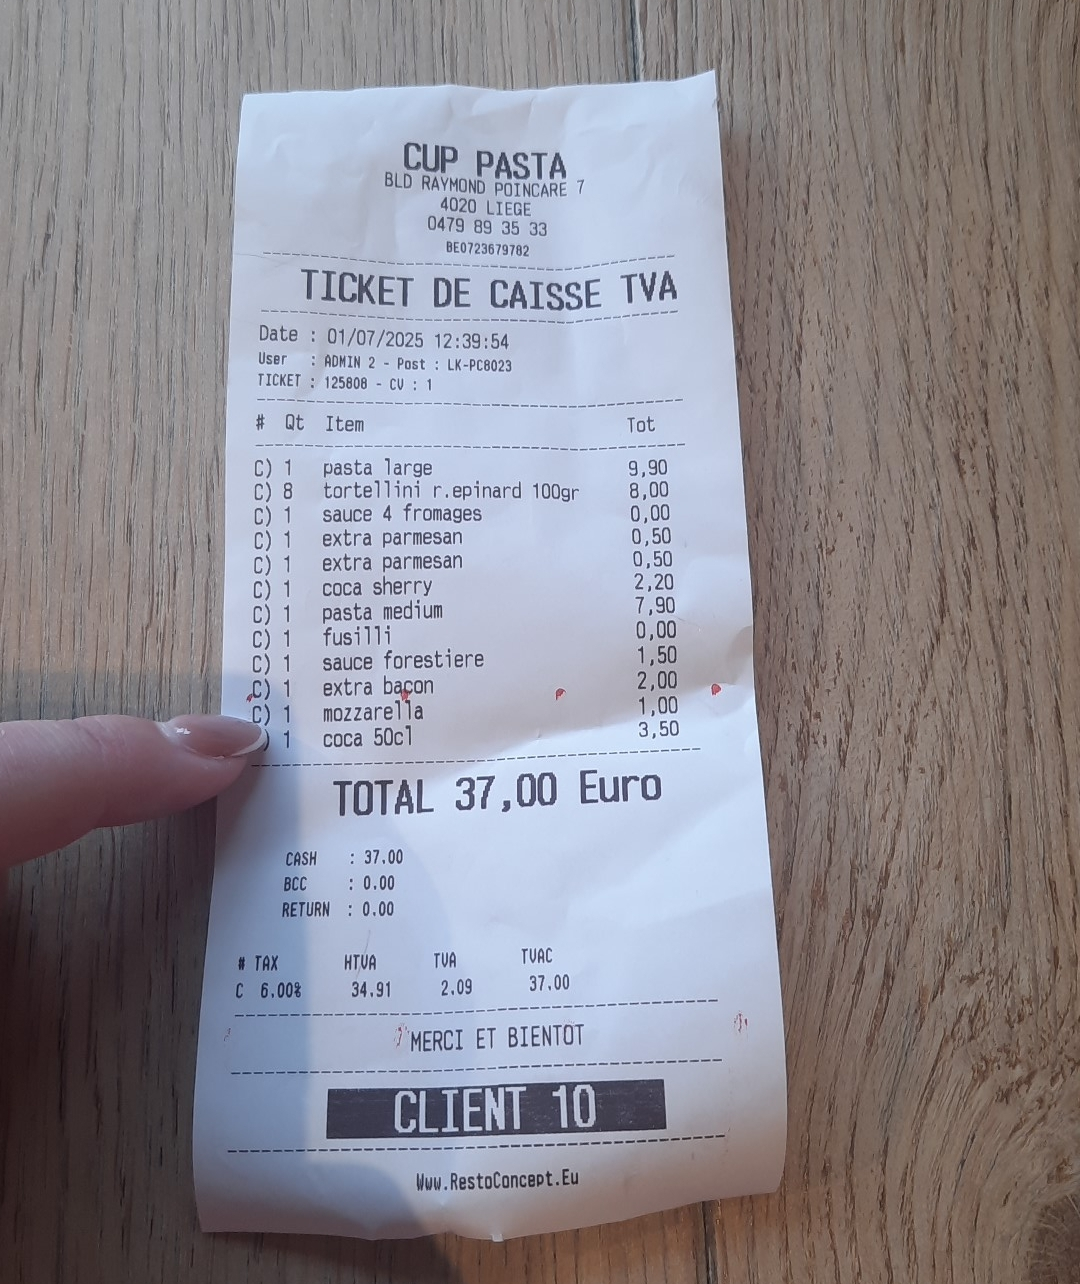 CUP PASTA
BLD RAYMOND POINCARE 7
4020 LIEGE
0479 89 35 33
BE0723679782
TICKET DE CAISSE TVA
Date : 01/07/2025 12:39:54
User : ADMIN 2 - Post : LK-PC8023
TICKET : 125808 - CV : 1
# Qt Item Tot
C) 1 pasta large 9,90
C) 8 tortellini r.epinard 100gr 8,00
C) 1 sauce 4 fromages 0,00
C) 1 extra parmesan 0,50
C) 1 extra parmesan 0,50
C) 1 coca sherry 2,20
C) 1 pasta medium 7,90
C) 1 fusilli 0,00
C) 1 sauce forestiere 1,50
C) 1 extra bacon 2,00
C) 1 mozzarella 1,00
) 1 coca 50cl 3,50
TOTAL 37,00 Euro
CASH : 37.00
BCC : 0.00
RETURN : 0.00
# TAX HTVA TVA TVAC
C 6.00% 34.91 2.09 37.00
MERCI ET BIENTOT
CLIENT 10
Www.RestoConcept.Eu